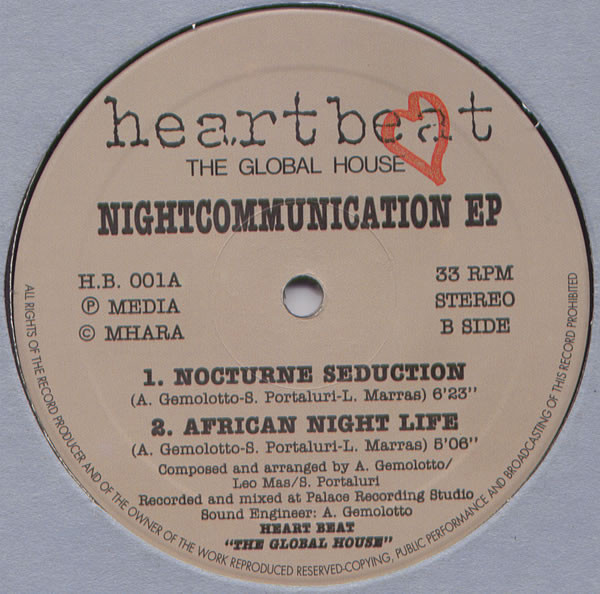 heartbeat
THE GLOBAL HOUSE
NIGHTCOMMUNICATION EP
H.B. 001A
℗ MEDIA
© MHARA
33 RPM
STEREO
B SIDE
1. NOCTURNE SEDUCTION
(A. Gemolotto-S. Portaluri-L. Marras) 6'23"
2. AFRICAN NIGHT LIFE
(A. Gemolotto-S. Portaluri-L. Marras) 5'06"
Composed and arranged by A. Gemolotto/
Leo Mas/S. Portaluri
Recorded and mixed at Palace Recording Studio
Sound Engineer: A. Gemolotto
HEART BEAT
"THE GLOBAL HOUSE"
ALL RIGHTS OF THE RECORD PRODUCER AND OF THE OWNER OF THE WORK REPRODUCED RESERVED-COPYING, PUBLIC PERFORMANCE AND BROADCASTING OF THIS RECORD PROHIBITED